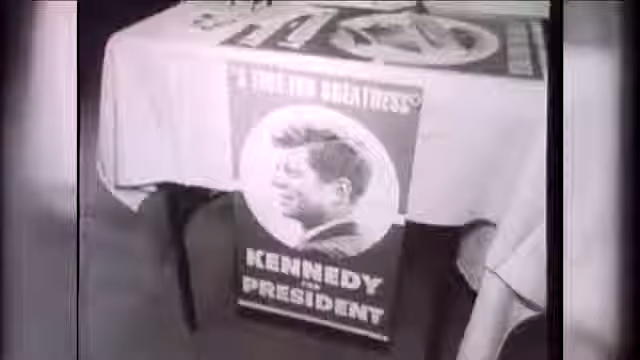 "A TIME FOR GREATNESS"
KENNEDY
FOR
PRESIDENT